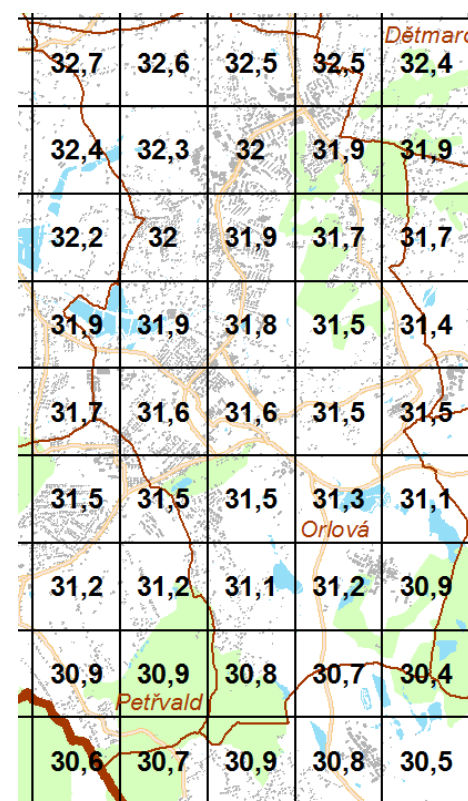 Dětmaro
32,7 32,6 32,5 32,5 32,4
32,4 32,3 32 31,9 31,9
32,2 32 31,9 31,7 31,7
31,9 31,9 31,8 31,5 31,4
31,7 31,6 31,6 31,5 31,5
31,5 31,5 31,5 31,3 31,1
Orlová
31,2 31,2 31,1 31,2 30,9
30,9 30,9 30,8 30,7 30,4
Petřvald
30,6 30,7 30,9 30,8 30,5